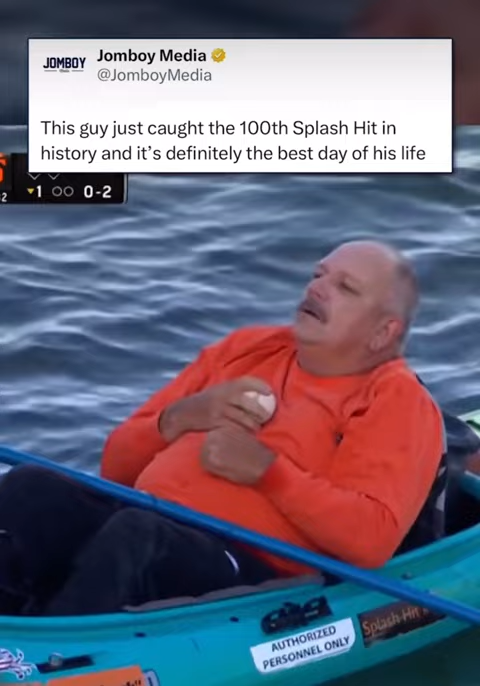 JOMBOY
Jomboy Media
@JomboyMedia
This guy just caught the 100th Splash Hit in
history and it's definitely the best day of his life
1 0-2
AUTHORIZED
PERSONNEL ONLY
Splash Hit